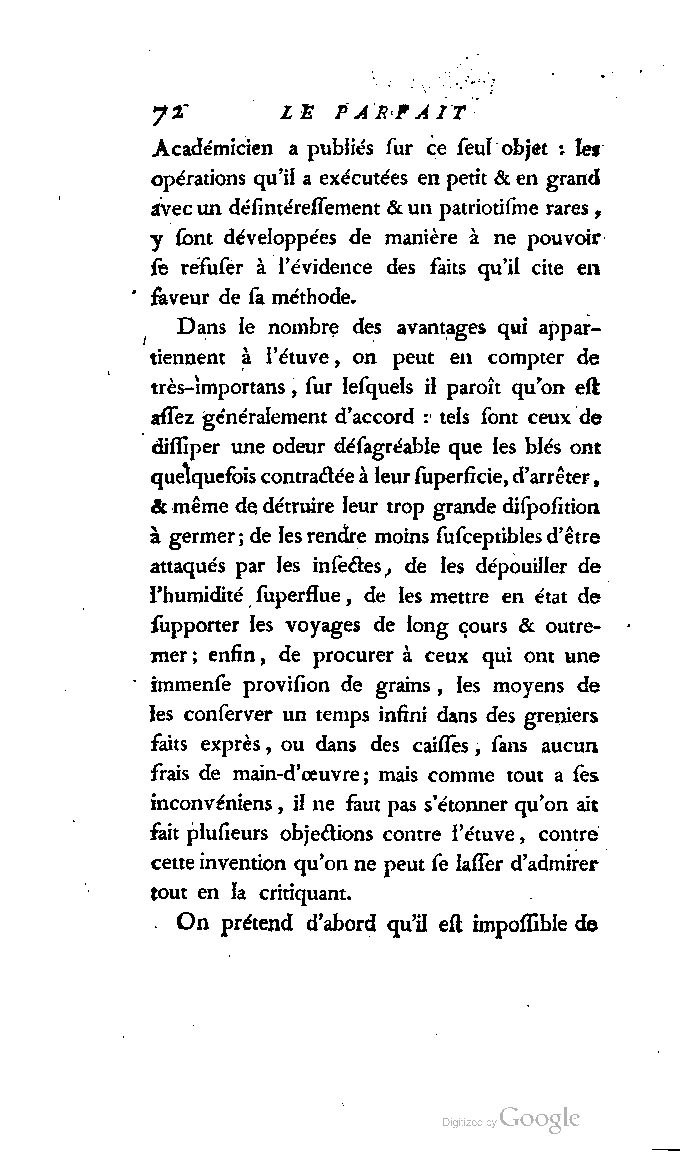 72 LE PARFAIT
Académicien a publiés ſur ce ſeul objet : les
opérations qu'il a exécutées en petit & en grand
avec un déſintéreſſement & un patriotiſme rares,
y ſont développées de manière à ne pouvoir
ſe refuſer à l'évidence des faits qu'il cite en
faveur de ſa méthode.
Dans le nombre des avantages qui appar-
tiennent à l'étuve, on peut en compter de
très-importans, ſur leſquels il paroît qu'on eſt
aſſez généralement d'accord : tels ſont ceux de
diſſiper une odeur déſagréable que les blés ont
quelquefois contractée à leur ſuperficie, d'arrêter,
& même de détruire leur trop grande diſpoſition
à germer; de les rendre moins ſuſceptibles d'être
attaqués par les inſectes, de les dépouiller de
l'humidité ſuperflue, de les mettre en état de
ſupporter les voyages de long cours & outre-
mer; enfin, de procurer à ceux qui ont une
immenſe proviſion de grains, les moyens de
les conſerver un temps infini dans des greniers
faits exprès, ou dans des caiſſes, ſans aucun
frais de main-d'œuvre; mais comme tout a ſes
inconvéniens, il ne faut pas s'étonner qu'on ait
fait pluſieurs objections contre l'étuve, contre
cette invention qu'on ne peut ſe laſſer d'admirer
tout en la critiquant.
On prétend d'abord qu'il eſt impoſſible de
Digitized by Google